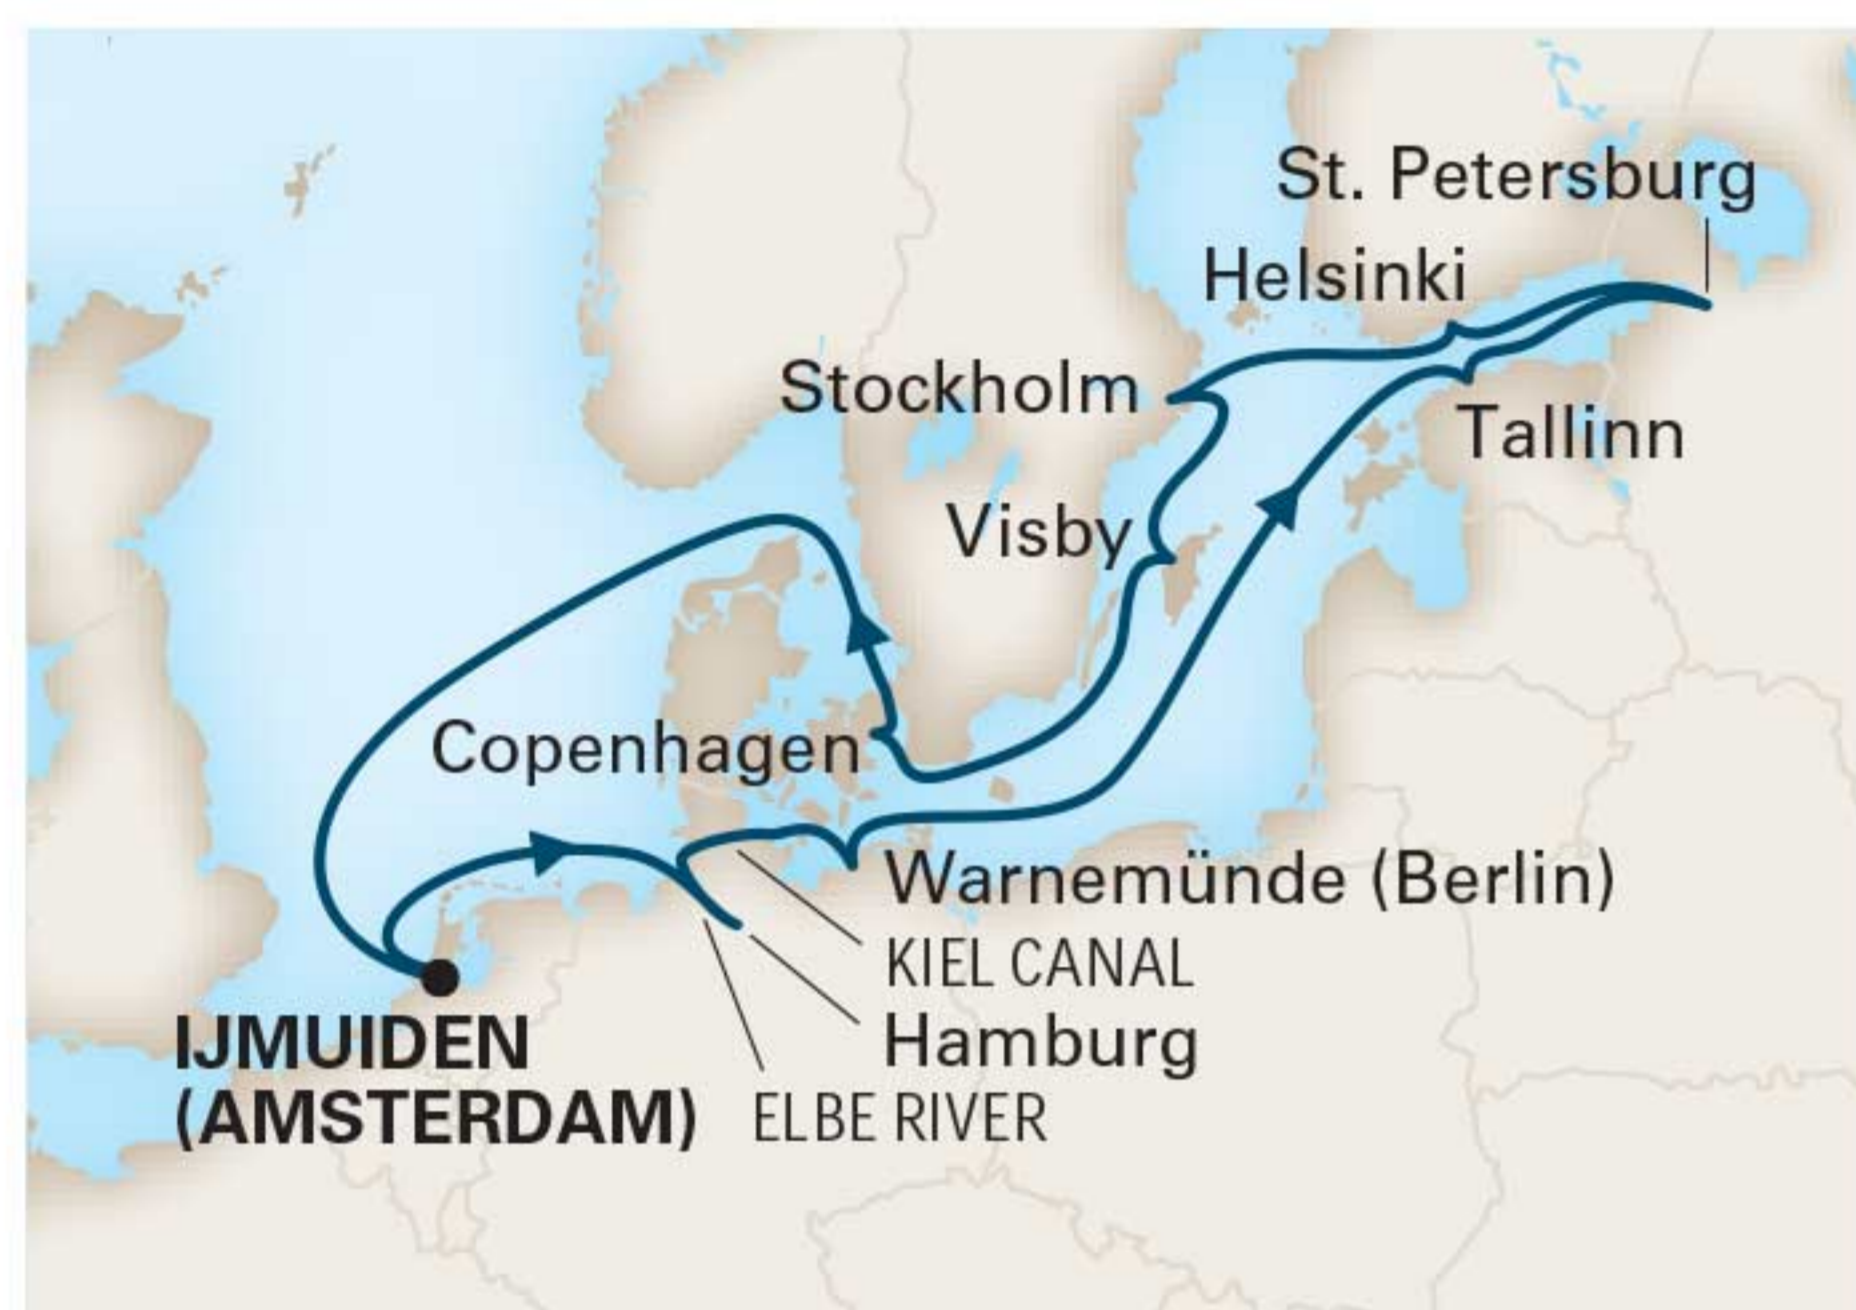 St. Petersburg
Helsinki
Stockholm
Tallinn
Visby
Copenhagen
Warnemünde (Berlin)
KIEL CANAL
IJMUIDEN
(AMSTERDAM)
Hamburg
ELBE RIVER